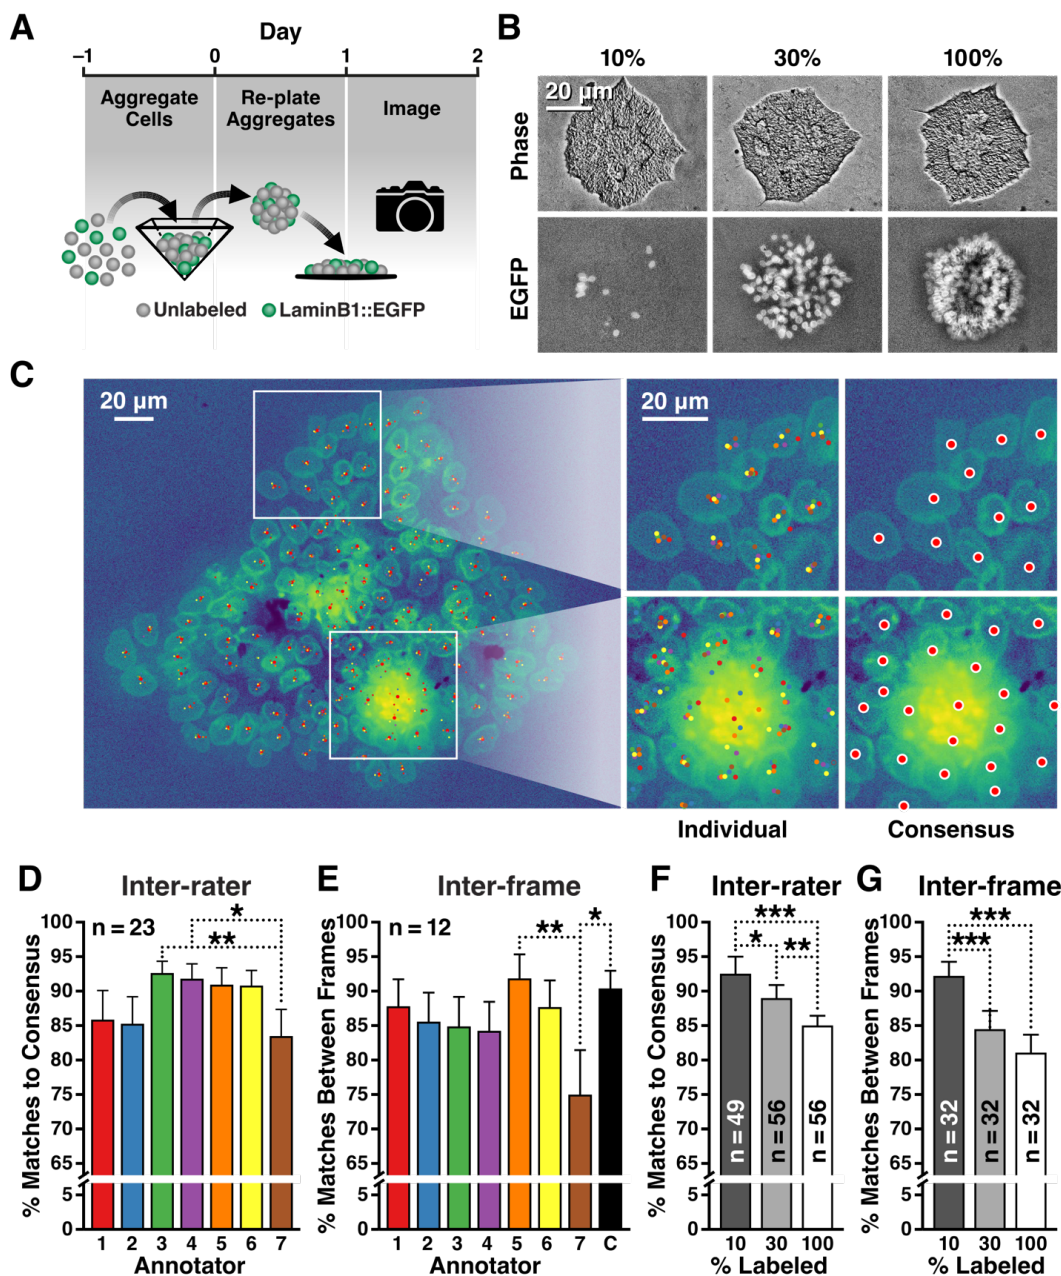 A
Day
–1 0 1 2
Aggregate
Cells
Re-plate
Aggregates
Image
Unlabeled
LaminB1::EGFP
B
10% 30% 100%
20 μm
Phase
EGFP
C
20 μm
20 μm
Individual
Consensus
D
Inter-rater
n = 23
*
**
% Matches to Consensus
100
95
90
85
80
75
70
65
5
0
1 2 3 4 5 6 7
Annotator
E
Inter-frame
n = 12
**
*
% Matches Between Frames
100
95
90
85
80
75
70
65
5
0
1 2 3 4 5 6 7 C
Annotator
F
Inter-rater
***
*
**
% Matches to Consensus
100
95
90
85
80
75
70
65
5
0
n = 49
n = 56
n = 56
10 30 100
% Labeled
G
Inter-frame
***
***
% Matches Between Frames
100
95
90
85
80
75
70
65
5
0
n = 32
n = 32
n = 32
10 30 100
% Labeled